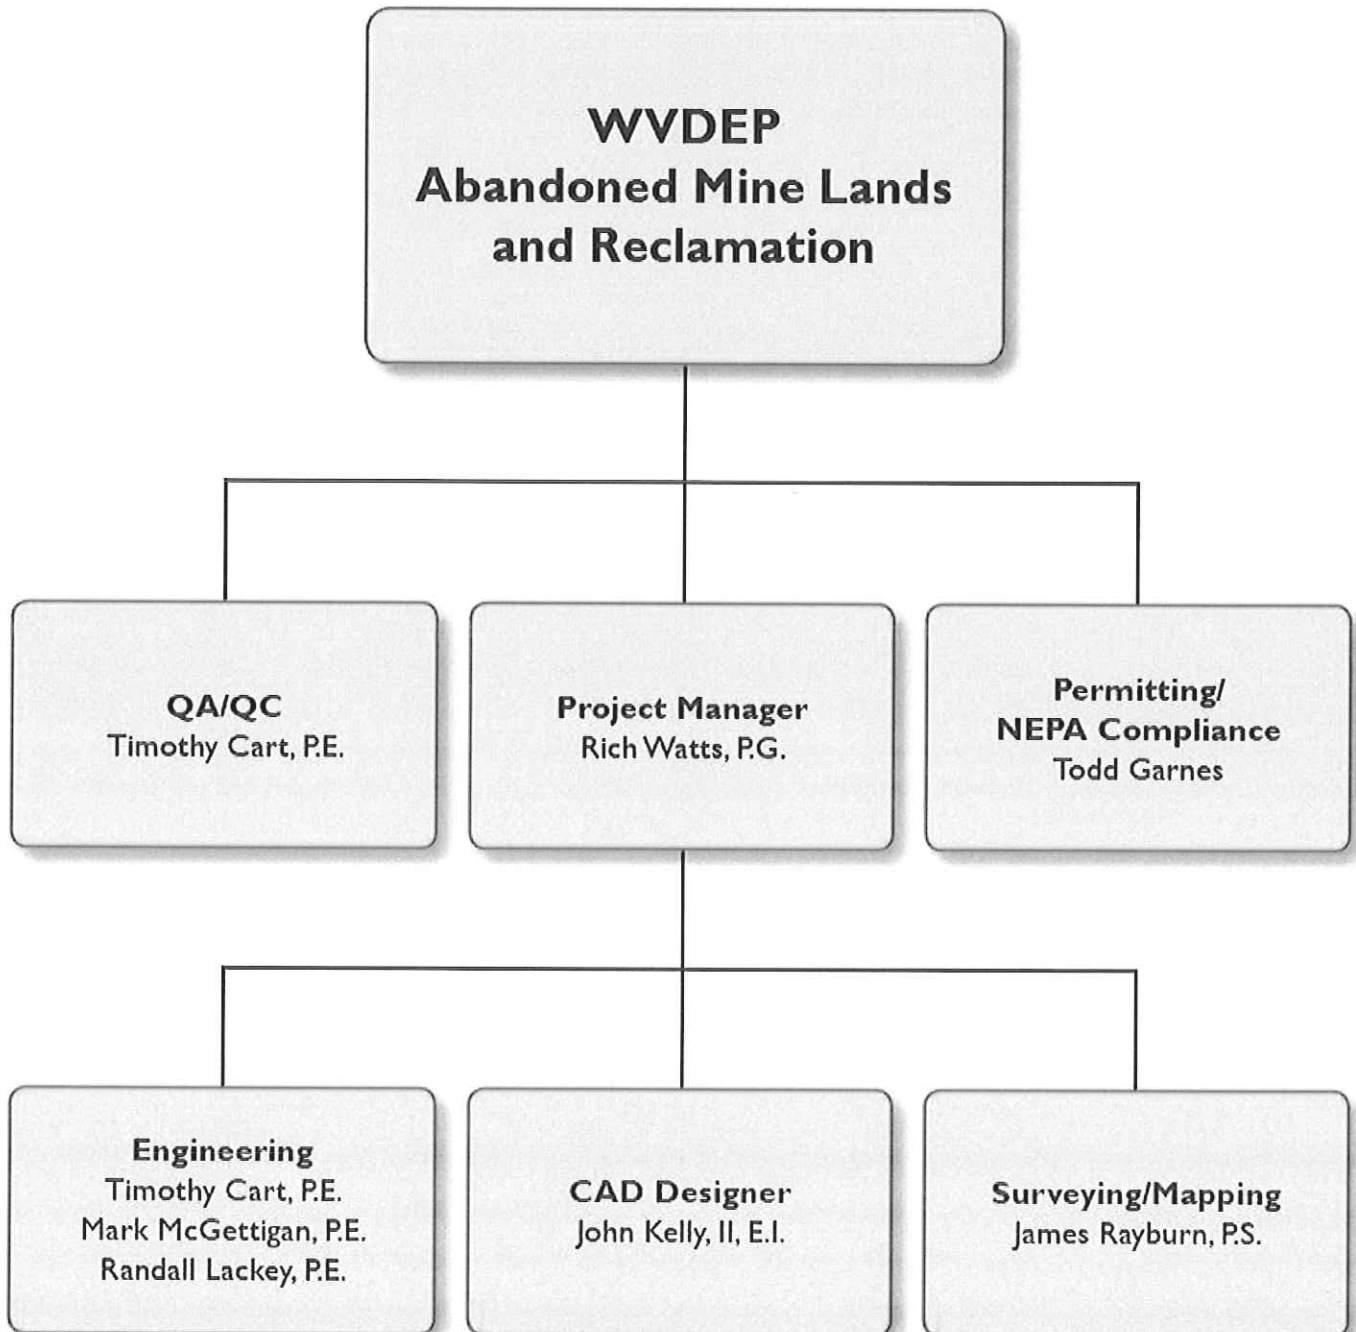 WVDEP
Abandoned Mine Lands
and Reclamation
QA/QC
Timothy Cart, P.E.
Project Manager
Rich Watts, P.G.
Permitting/
NEPA Compliance
Todd Garnes
Engineering
Timothy Cart, P.E.
Mark McGettigan, P.E.
Randall Lackey, P.E.
CAD Designer
John Kelly, II, E.I.
Surveying/Mapping
James Rayburn, P.S.